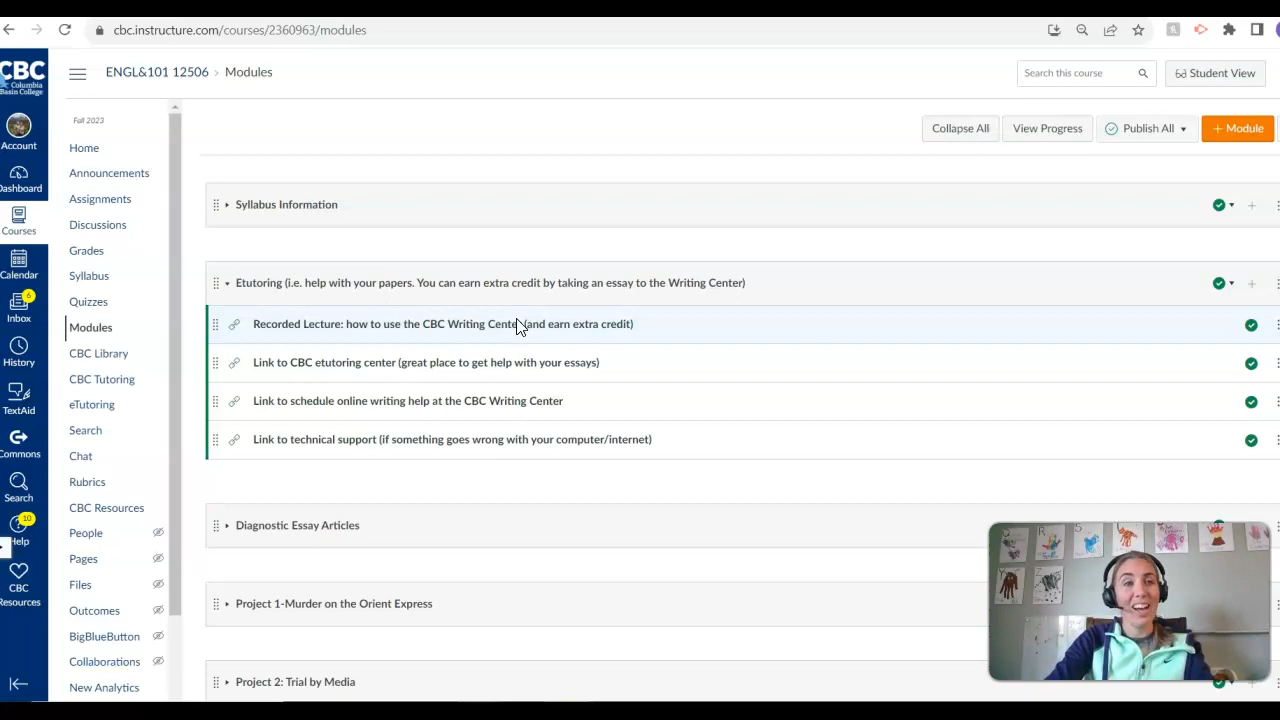 cbc.instructure.com/courses/2360963/modules
CBC
Columbia
Basin College
ENGL&101 12506 › Modules
Search this course
Student View
Account
Dashboard
Courses
Calendar
6
Inbox
History
TextAid
Commons
Search
10
Help
CBC
Resources
Fall 2023
Home
Announcements
Assignments
Discussions
Grades
Syllabus
Quizzes
Modules
CBC Library
CBC Tutoring
eTutoring
Search
Chat
Rubrics
CBC Resources
People
Pages
Files
Outcomes
BigBlueButton
Collaborations
New Analytics
Collapse All
View Progress
Publish All
+ Module
Syllabus Information
Etutoring (i.e. help with your papers. You can earn extra credit by taking an essay to the Writing Center)
Recorded Lecture: how to use the CBC Writing Center (and earn extra credit)
Link to CBC etutoring center (great place to get help with your essays)
Link to schedule online writing help at the CBC Writing Center
Link to technical support (if something goes wrong with your computer/internet)
Diagnostic Essay Articles
Project 1-Murder on the Orient Express
Project 2: Trial by Media